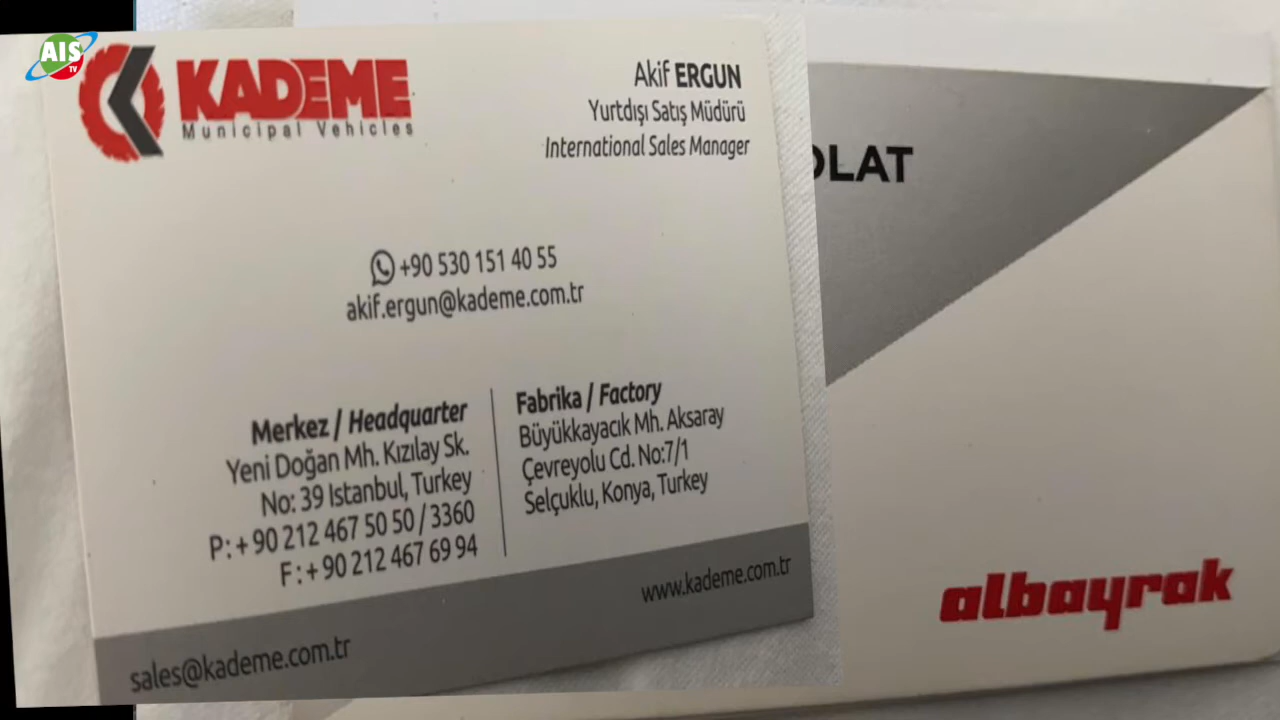 AIS
TV
KADEME
Municipal Vehicles
Akif ERGUN
Yurtdışı Satış Müdürü
International Sales Manager
+90 530 151 40 55
akif.ergun@kademe.com.tr
Merkez / Headquarter
Yeni Doğan Mh. Kızılay Sk.
No: 39 Istanbul, Turkey
P: + 90 212 467 50 50 / 3360
F: + 90 212 467 69 94
Fabrika / Factory
Büyükkayacık Mh. Aksaray
Çevreyolu Cd. No:7/1
Selçuklu, Konya, Turkey
sales@kademe.com.tr
www.kademe.com.tr
OLAT
albayrak